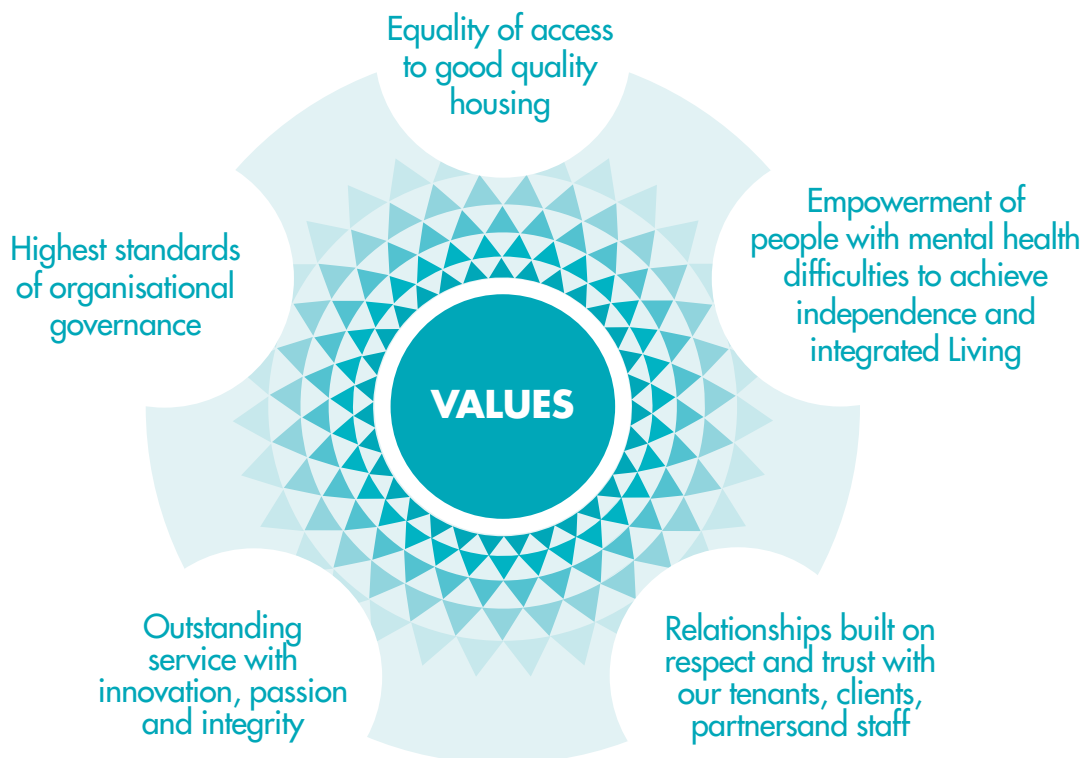 Equality of access
to good quality
housing
Empowerment of
people with mental health
difficulties to achieve
independence and
integrated Living
Relationships built on
respect and trust with
our tenants, clients,
partnersand staff
Outstanding
service with
innovation, passion
and integrity
Highest standards
of organisational
governance
VALUES